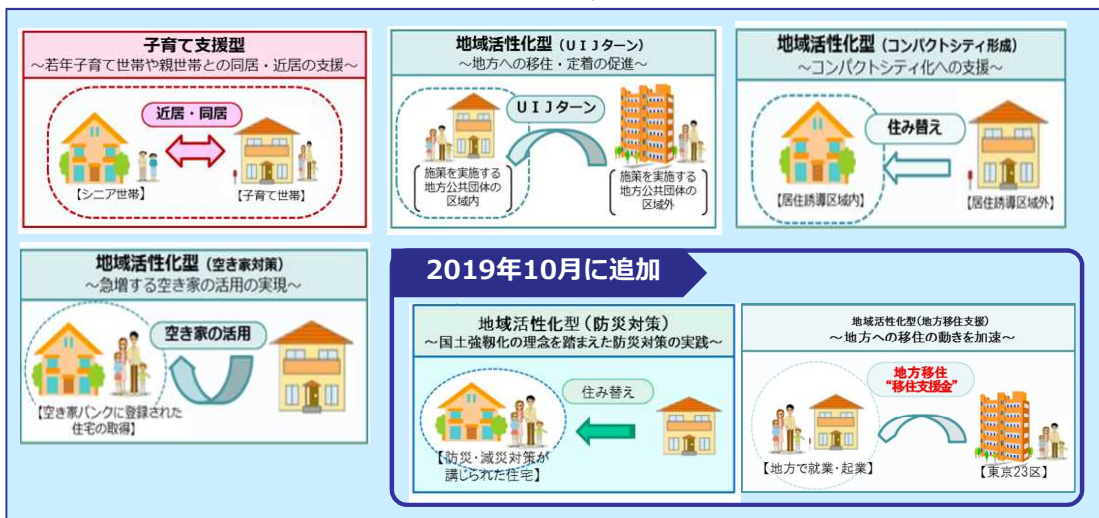 子育て支援型
～若年子育て世帯や親世帯との同居・近居の支援～
近居・同居
【シニア世帯】
【子育て世帯】
地域活性化型（ＵＩＪターン）
～地方への移住・定着の促進～
ＵＩＪターン
施策を実施する
地方公共団体の
区域内
施策を実施する
地方公共団体の
区域外
地域活性化型（コンパクトシティ形成）
～コンパクトシティ化への支援～
住み替え
【居住誘導区域内】
【居住誘導区域外】
地域活性化型（空き家対策）
～急増する空き家の活用の実現～
空き家の活用
【空き家バンクに登録された
住宅の取得】
2019年10月に追加
地域活性化型（防災対策）
～国土強靱化の理念を踏まえた防災対策の実践～
住み替え
【防災・減災対策が
講じられた住宅】
地域活性化型(地方移住支援)
～地方への移住の動きを加速～
地方移住
“移住支援金”
【地方で就業・起業】
【東京23区】